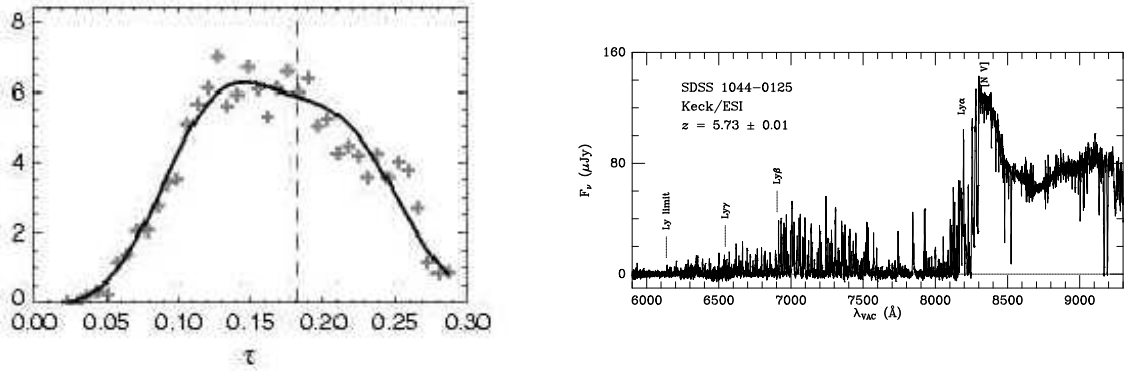 8
6
4
2
0
0.00 0.05 0.10 0.15 0.20 0.25 0.30
τ
160
80
0
F_ν (μJy)
SDSS 1044−0125
Keck/ESI
z = 5.73 ± 0.01
Ly limit
Lyγ
Lyβ
Lyα
[N V]
6000 6500 7000 7500 8000 8500 9000
λ_VAC (Å)